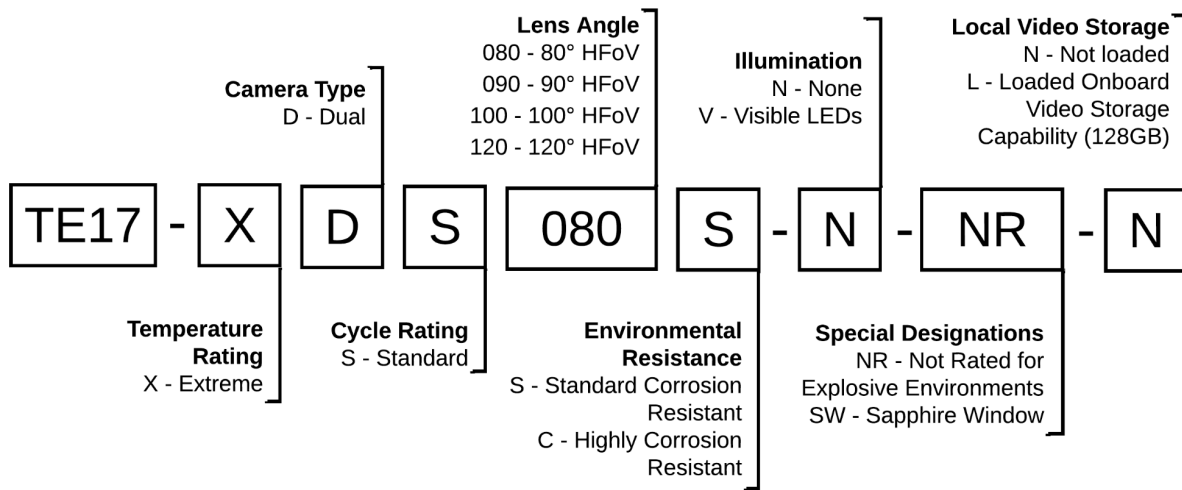 Lens Angle
080 - 80° HFoV
090 - 90° HFoV
100 - 100° HFoV
120 - 120° HFoV
Local Video Storage
N - Not loaded
L - Loaded Onboard
Video Storage
Capability (128GB)
Illumination
N - None
V - Visible LEDs
Camera Type
D - Dual
TE17 - X D S 080 S - N - NR - N
Temperature
Rating
X - Extreme
Cycle Rating
S - Standard
Environmental
Resistance
S - Standard Corrosion
Resistant
C - Highly Corrosion
Resistant
Special Designations
NR - Not Rated for
Explosive Environments
SW - Sapphire Window